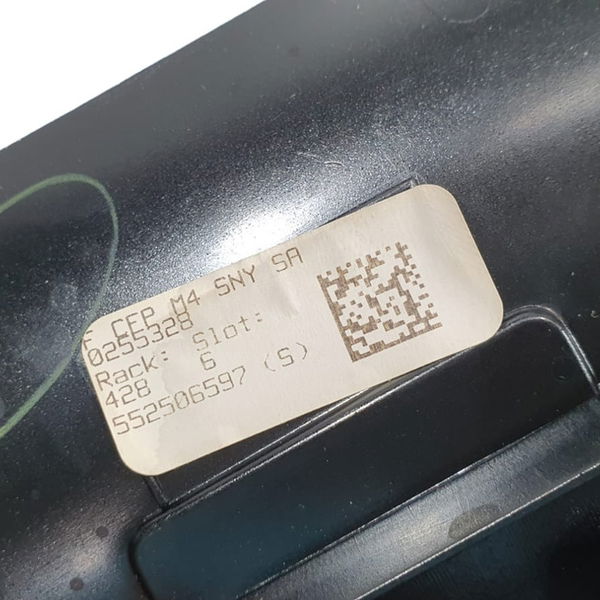 F CEP M4 SNY SA
0255328
Rack: Slot:
428 6
552506597 (S)